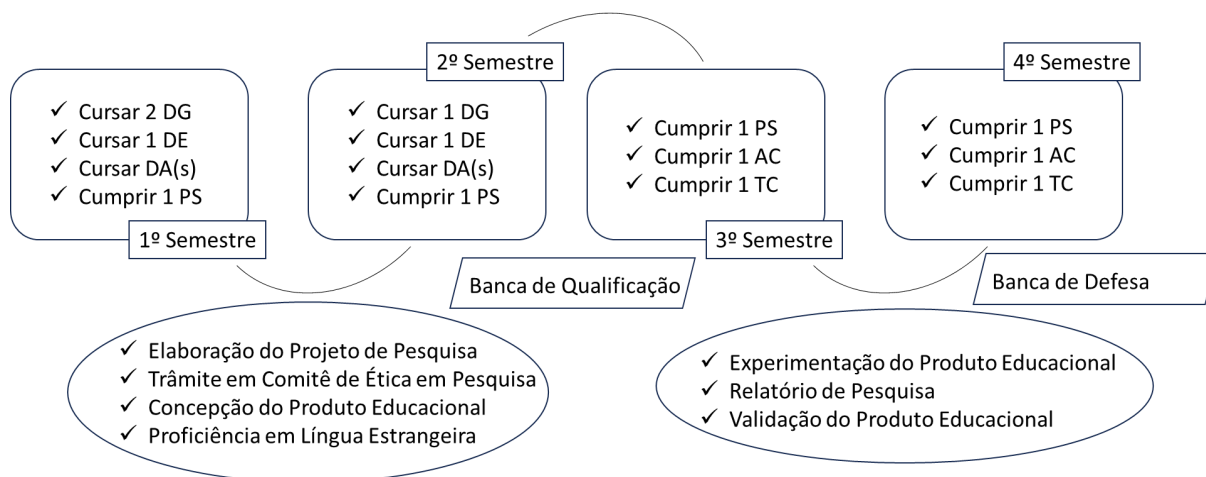 ✓ Cursar 2 DG
✓ Cursar 1 DE
✓ Cursar DA(s)
✓ Cumprir 1 PS
1º Semestre
2º Semestre
✓ Cursar 1 DG
✓ Cursar 1 DE
✓ Cursar DA(s)
✓ Cumprir 1 PS
✓ Cumprir 1 PS
✓ Cumprir 1 AC
✓ Cumprir 1 TC
3º Semestre
4º Semestre
✓ Cumprir 1 PS
✓ Cumprir 1 AC
✓ Cumprir 1 TC
Banca de Qualificação
Banca de Defesa
✓ Elaboração do Projeto de Pesquisa
✓ Trâmite em Comitê de Ética em Pesquisa
✓ Concepção do Produto Educacional
✓ Proficiência em Língua Estrangeira
✓ Experimentação do Produto Educacional
✓ Relatório de Pesquisa
✓ Validação do Produto Educacional